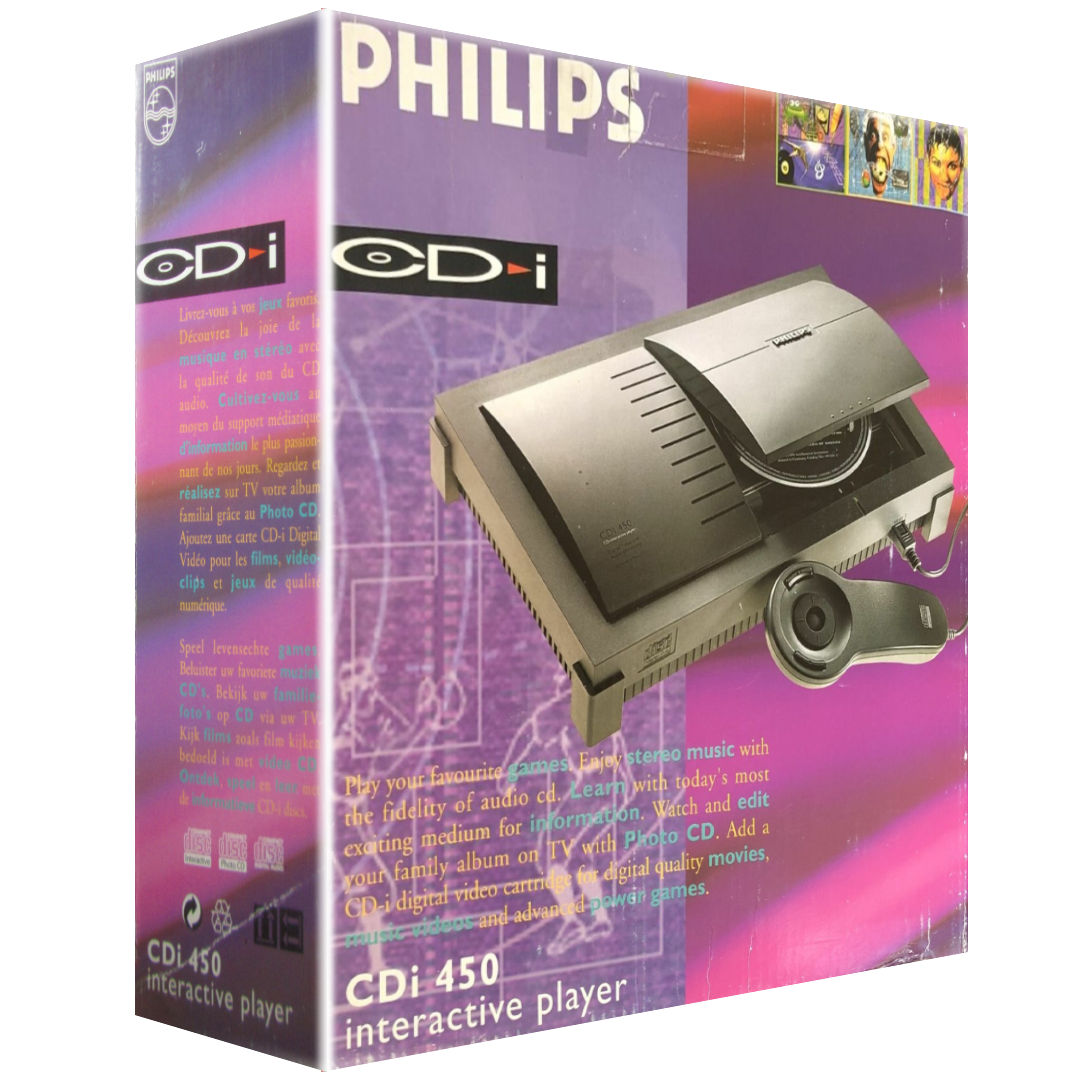 PHILIPS
CD-i
Livrez-vous à vos jeux favoris.
Découvrez la joie de la
musique en stéréo avec
la qualité de son du CD
audio. Cultivez-vous au
moyen du support médiatique
d'information le plus passion-
nant de nos jours. Regardez et
réalisez sur TV votre album
familial grâce au Photo CD.
Ajoutez une carte CD-i Digital
Vidéo pour les films, vidéo-
clips et jeux de qualité
numérique.
Speel levensechte games.
Beluister uw favoriete muziek
CD's. Bekijk uw familie-
foto's op CD via uw TV.
Kijk films zoals film kijken
bedoeld is met video CD.
Ontdek, speel en leer, met
de informatieve CD-i discs.
disc
Interactive
disc
Photo CD
disc
CDi 450
interactive player
PHILIPS
CD-i
PHILIPS
CDi 450
Play your favourite games. Enjoy stereo music with
the fidelity of audio cd. Learn with today's most
exciting medium for information. Watch and edit
your family album on TV with Photo CD. Add a
CD-i digital video cartridge for digital quality movies,
music videos and advanced power games.
CDi 450
interactive player